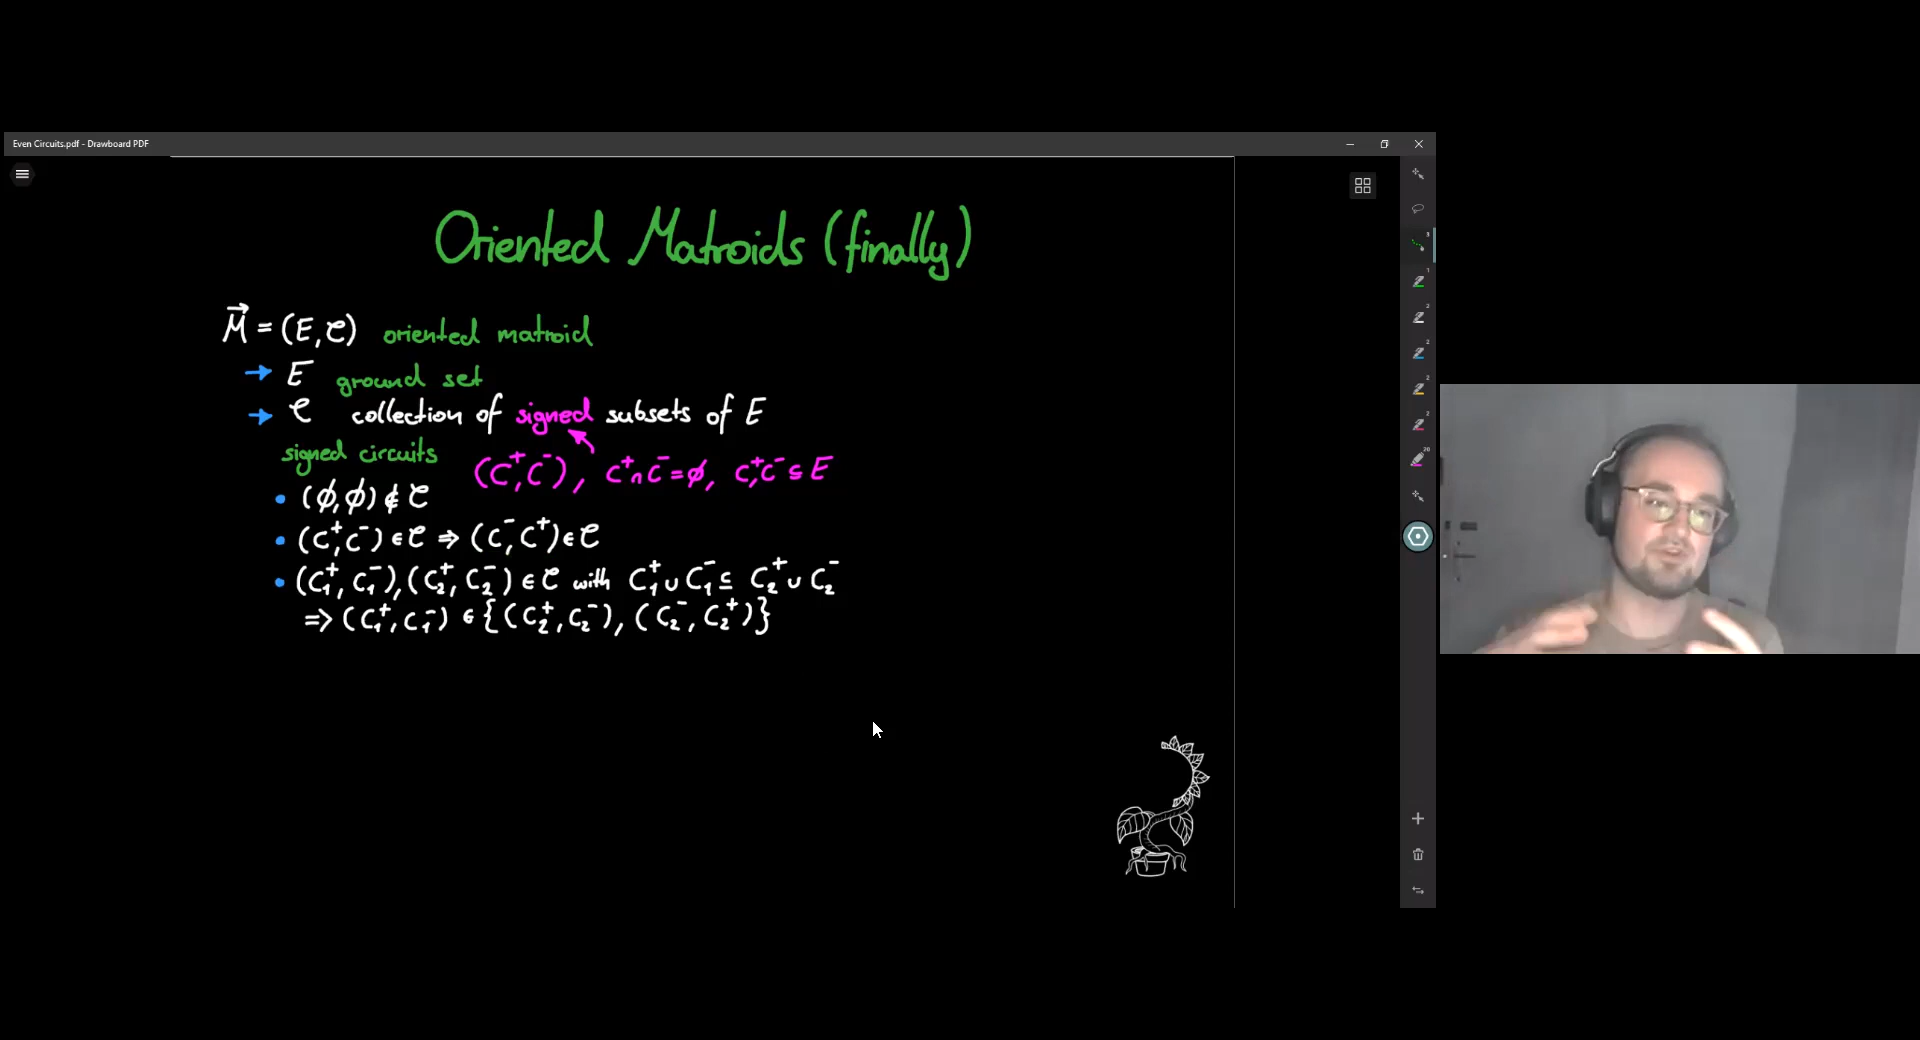 Even Circuits.pdf - Drawboard PDF
Oriented Matroids (finally)
M⃗ = (E, 𝒞) oriented matroid
→ E ground set
→ 𝒞 collection of signed subsets of E
signed circuits (C⁺, C⁻), C⁺∩C⁻=∅, C⁺,C⁻⊆E
• (∅,∅)∉𝒞
• (C⁺,C⁻)∈𝒞 ⇒ (C⁻,C⁺)∈𝒞
• (C₁⁺,C₁⁻),(C₂⁺,C₂⁻)∈𝒞 with C₁⁺∪C₁⁻⊆C₂⁺∪C₂⁻
⇒ (C₁⁺,C₁⁻)∈{(C₂⁺,C₂⁻),(C₂⁻,C₂⁺)}